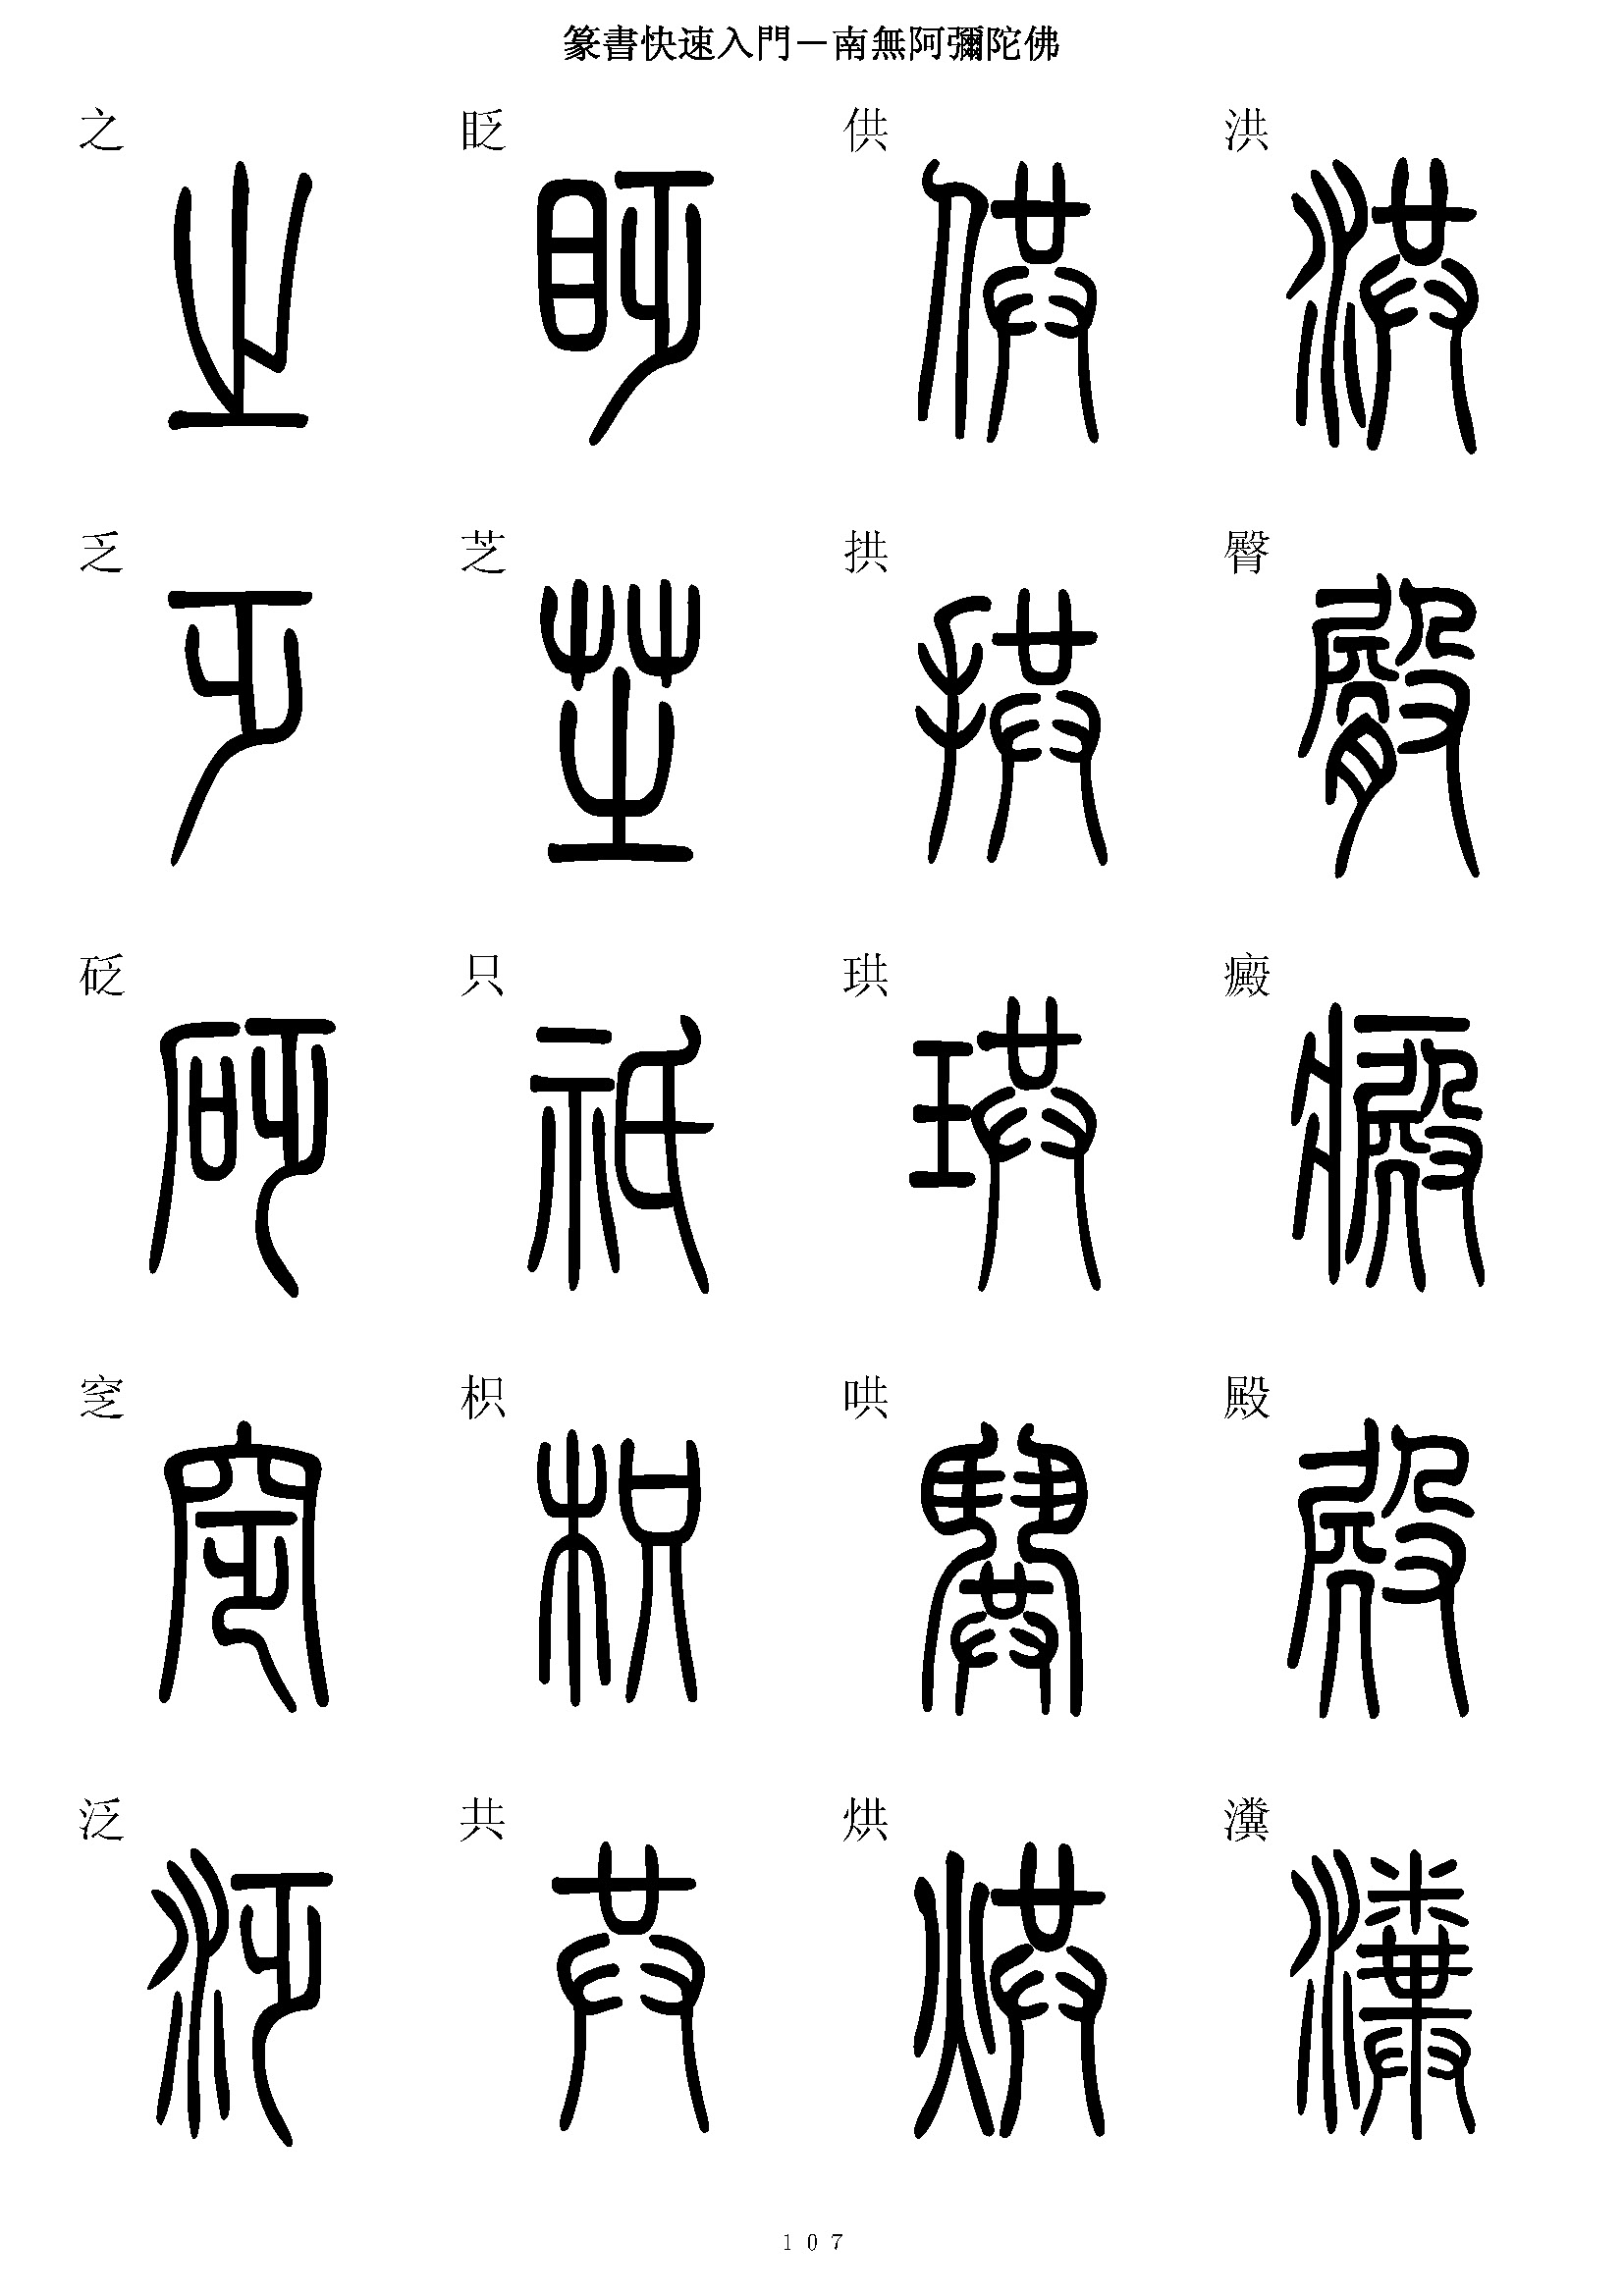 篆書快速入門－南無阿彌陀佛
之 眨 供 洪
乏 芝 拱 臀
砭 只 珙 癜
窆 枳 哄 殿
泛 共 烘 瀵
107